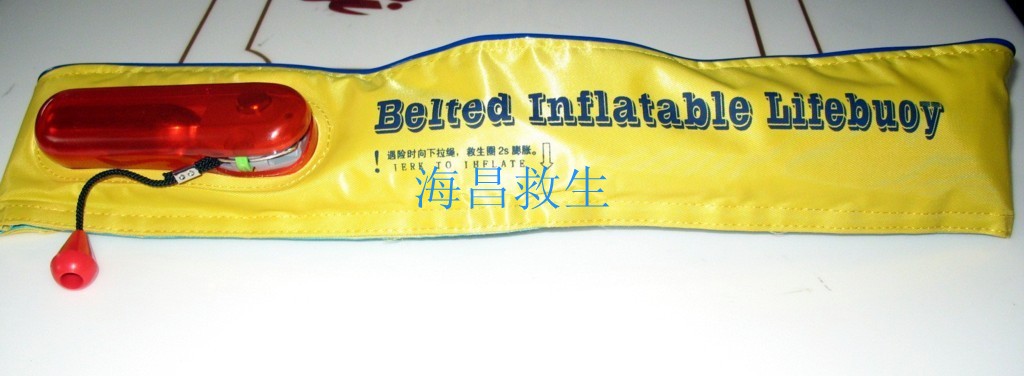 Belted Inflatable Lifebuoy
! 遇险时向下拉绳，救生圈2s膨胀。
JERK TO INFLATE
海昌救生